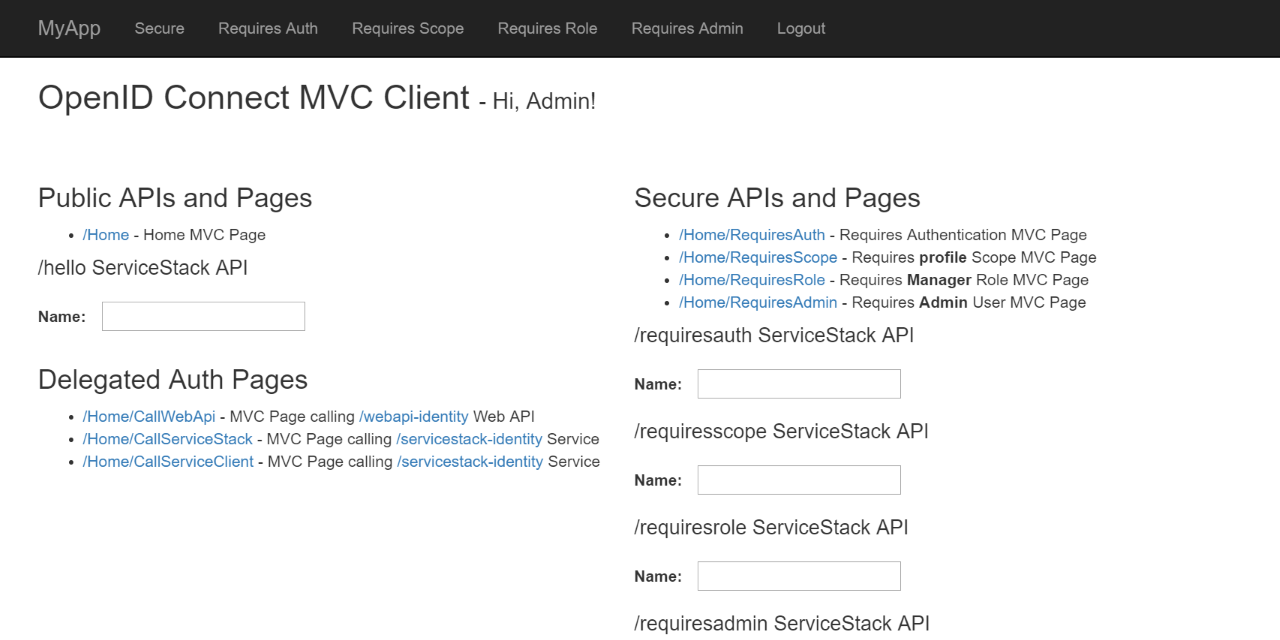 MyApp Secure Requires Auth Requires Scope Requires Role Requires Admin Logout
OpenID Connect MVC Client - Hi, Admin!
Public APIs and Pages
/Home - Home MVC Page
/hello ServiceStack API
Name:
Delegated Auth Pages
/Home/CallWebApi - MVC Page calling /webapi-identity Web API
/Home/CallServiceStack - MVC Page calling /servicestack-identity Service
/Home/CallServiceClient - MVC Page calling /servicestack-identity Service
Secure APIs and Pages
/Home/RequiresAuth - Requires Authentication MVC Page
/Home/RequiresScope - Requires profile Scope MVC Page
/Home/RequiresRole - Requires Manager Role MVC Page
/Home/RequiresAdmin - Requires Admin User MVC Page
/requiresauth ServiceStack API
Name:
/requiresscope ServiceStack API
Name:
/requiresrole ServiceStack API
Name:
/requiresadmin ServiceStack API